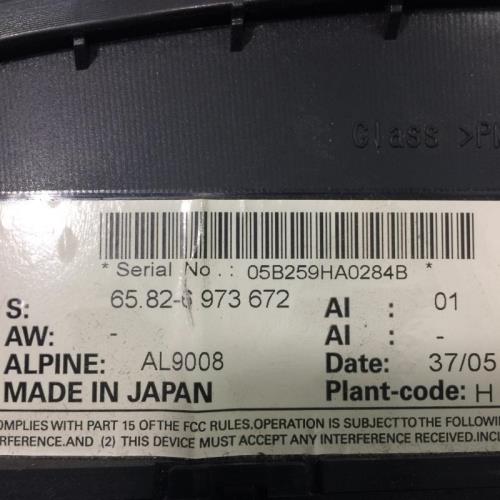 Glass >P
* Serial No.: 05B259HA0284B *
S: 65.82-6 973 672 AI : 01
AW: - AI : -
ALPINE: AL9008 Date: 37/05
MADE IN JAPAN Plant-code: H
OMPLIES WITH PART 15 OF THE FCC RULES.OPERATION IS SUBJECT TO THE FOLLOW
RFERENCE.AND (2) THIS DEVICE MUST ACCEPT ANY INTERFERENCE RECEIVED.INCL